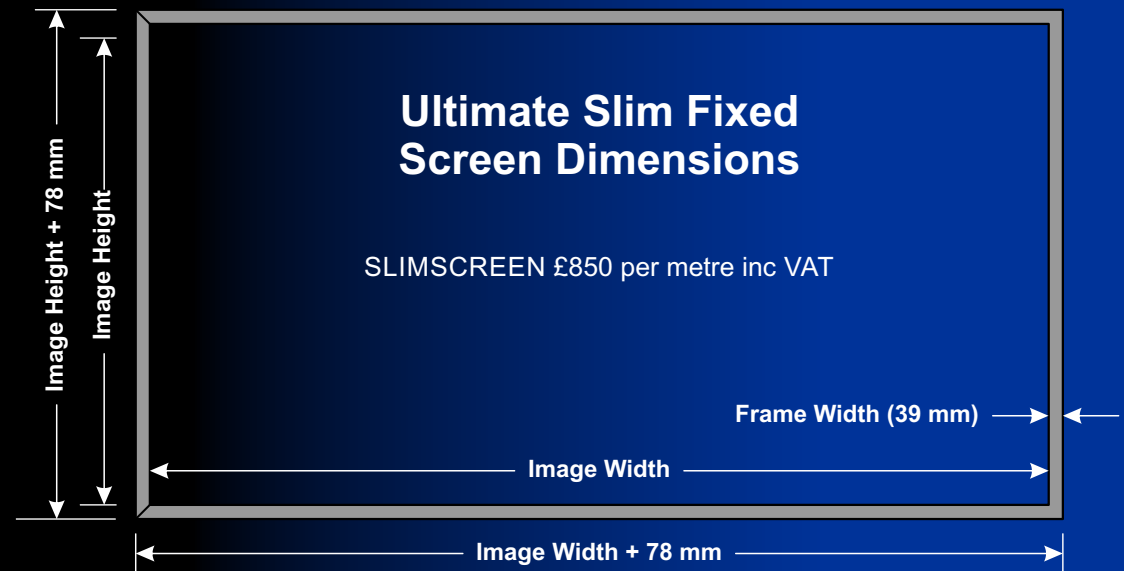 Ultimate Slim Fixed
Screen Dimensions
SLIMSCREEN £850 per metre inc VAT
Image Height + 78 mm
Image Height
Frame Width (39 mm)
Image Width
Image Width + 78 mm